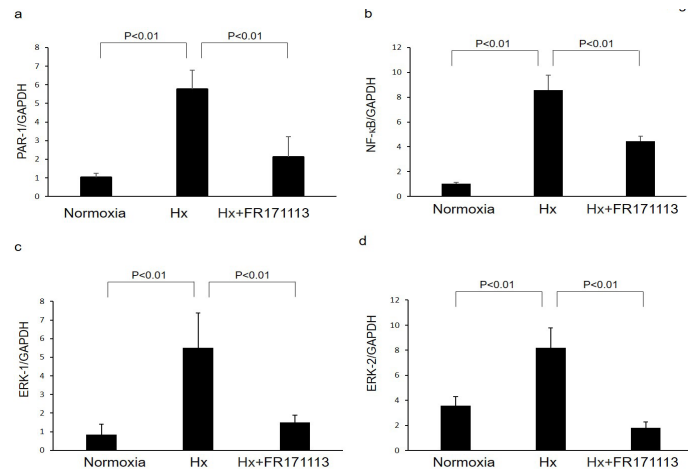 a
P<0.01 P<0.01
PAR-1/GAPDH
8
7
6
5
4
3
2
1
0
Normoxia Hx Hx+FR171113
b
P<0.01 P<0.01
NF-κB/GAPDH
12
10
8
6
4
2
0
Normoxia Hx Hx+FR171113
c
P<0.01 P<0.01
ERK-1/GAPDH
8
7
6
5
4
3
2
1
0
Normoxia Hx Hx+FR171113
d
P<0.01 P<0.01
ERK-2/GAPDH
12
10
8
6
4
2
0
Normoxia Hx Hx+FR171113